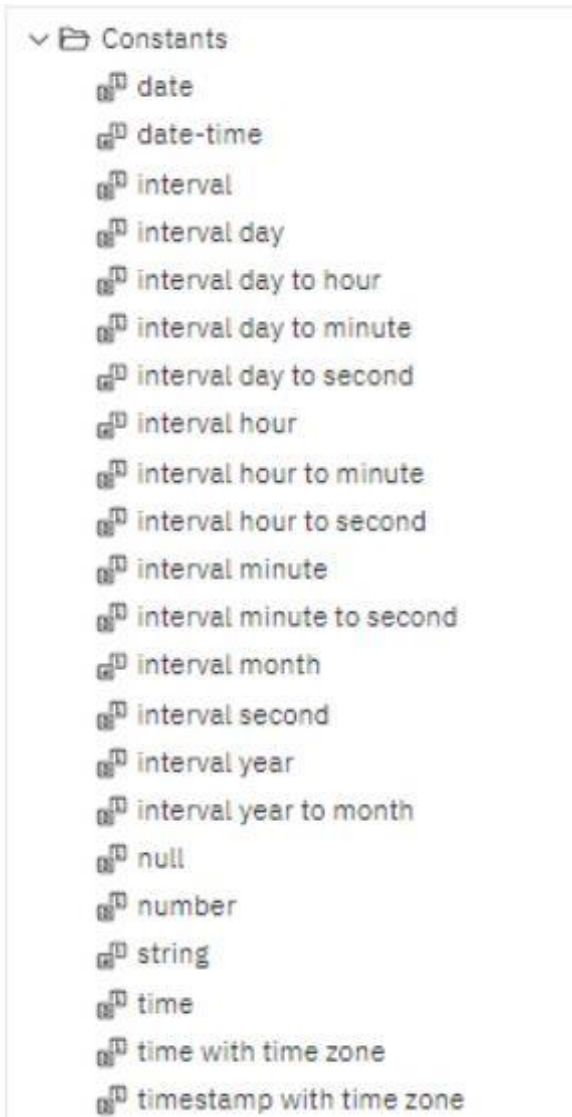 Constants
date
date-time
interval
interval day
interval day to hour
interval day to minute
interval day to second
interval hour
interval hour to minute
interval hour to second
interval minute
interval minute to second
interval month
interval second
interval year
interval year to month
null
number
string
time
time with time zone
timestamp with time zone